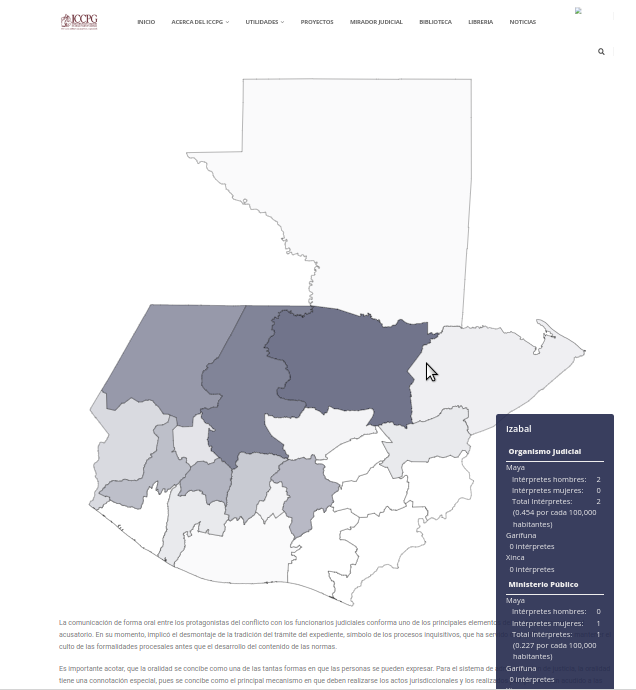 ICCPG
INICIO ACERCA DEL ICCPG UTILIDADES PROYECTOS MIRADOR JUDICIAL BIBLIOTECA LIBRERIA NOTICIAS
Izabal
Organismo Judicial
Maya
Intérpretes hombres: 2
Intérpretes mujeres: 0
Total Intérpretes: 2
(0.454 por cada 100,000
habitantes)
Garífuna
0 intérpretes
Xinca
0 intérpretes
Ministerio Público
Maya
Intérpretes hombres: 0
Intérpretes mujeres: 1
Total Intérpretes: 1
(0.227 por cada 100,000
habitantes)
Garífuna
0 intérpretes
La comunicación de forma oral entre los protagonistas del conflicto con los funcionarios judiciales conforma uno de los principales
acusatorio. En su momento, implicó el desmontaje de la tradición del trámite del expediente, símbolo de los procesos inquisitivos, que ha
culto de las formalidades procesales antes que el desarrollo del contenido de las normas.
Es importante acotar, que la oralidad se concibe como una de las tantas formas en que las personas se pueden expresar. Para el sistema de
tiene una connotación especial, pues se concibe como el principal mecanismo en que deben realizarse los actos jurisdiccionales y los